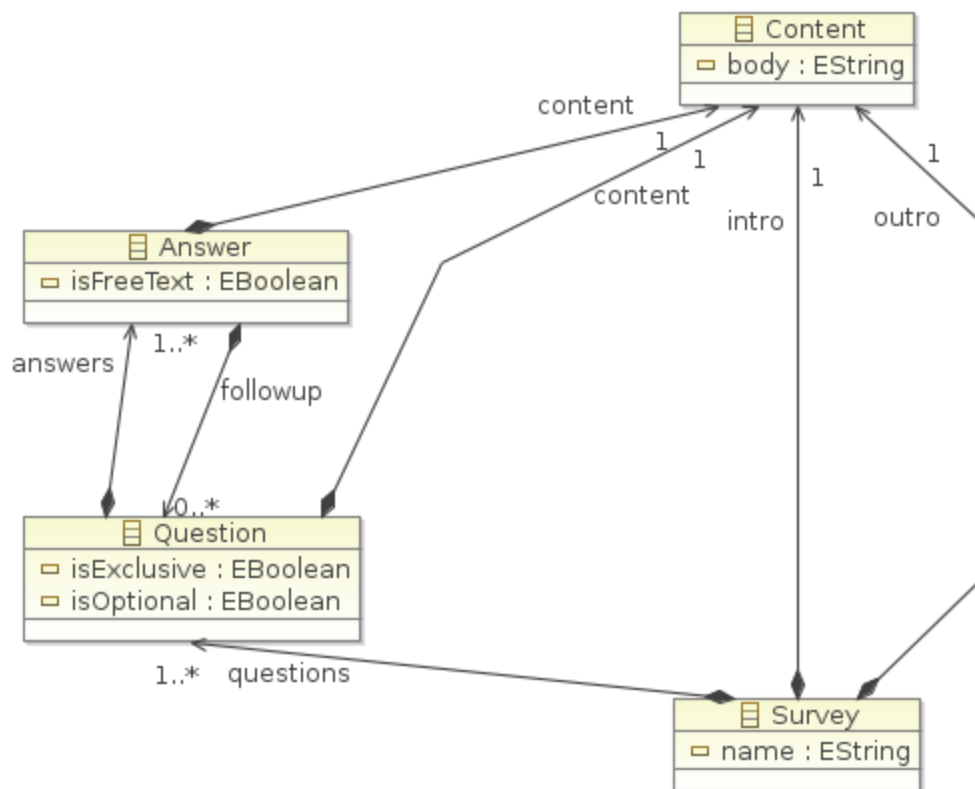 Content
body : EString
content
1
1
1
1
content
intro
outro
Answer
isFreeText : EBoolean
1..*
answers
followup
0..*
Question
isExclusive : EBoolean
isOptional : EBoolean
1..*
questions
Survey
name : EString